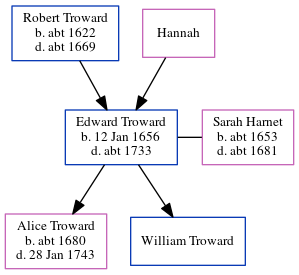 Robert Troward
b. abt 1622
d. abt 1669
Hannah
Edward Troward
b. 12 Jan 1656
d. abt 1733
Sarah Harnet
b. abt 1653
d. abt 1681
Alice Troward
b. abt 1680
d. 28 Jan 1743
William Troward